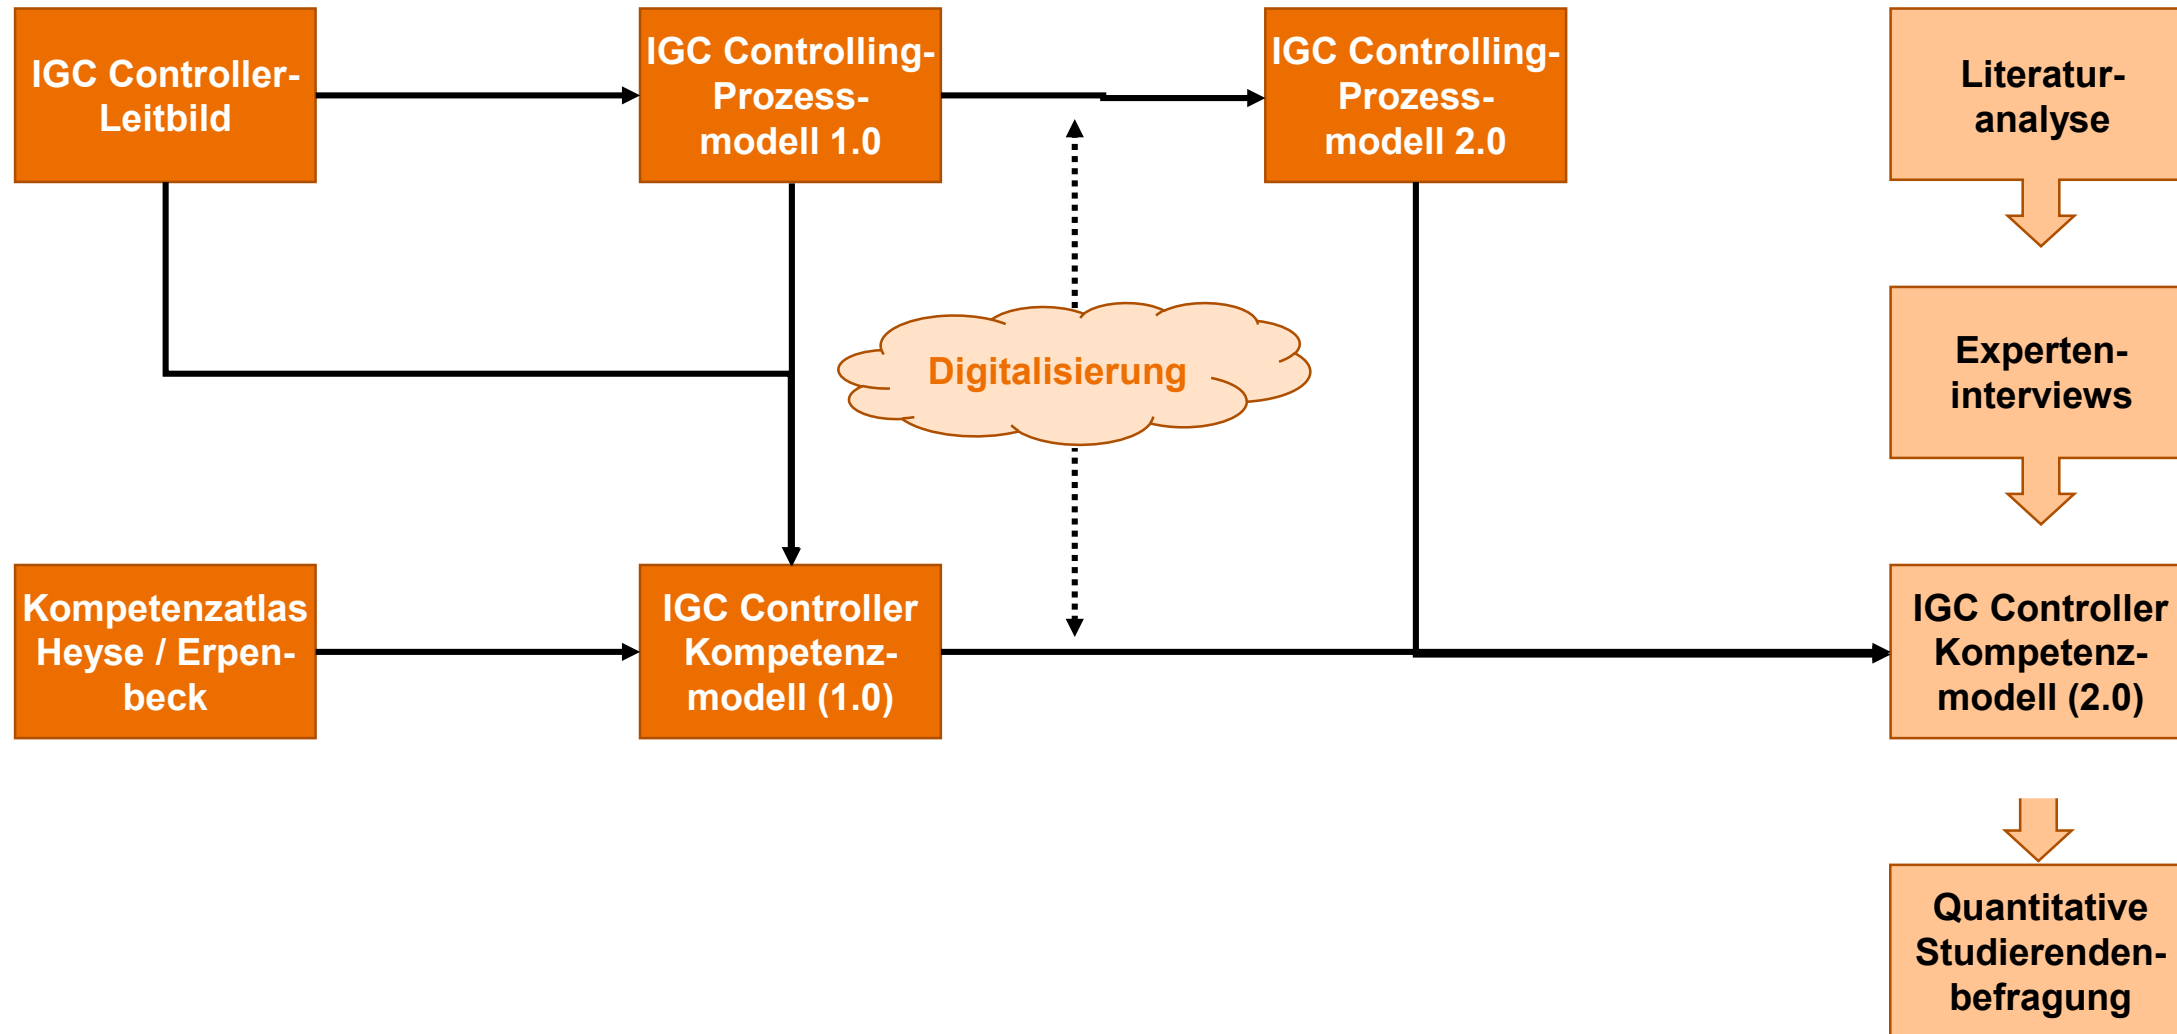 IGC Controller-
Leitbild
IGC Controlling-
Prozess-
modell 1.0
IGC Controlling-
Prozess-
modell 2.0
Literatur-
analyse
Digitalisierung
Experten-
interviews
Kompetenzatlas
Heyse / Erpen-
beck
IGC Controller
Kompetenz-
modell (1.0)
IGC Controller
Kompetenz-
modell (2.0)
Quantitative
Studierenden-
befragung